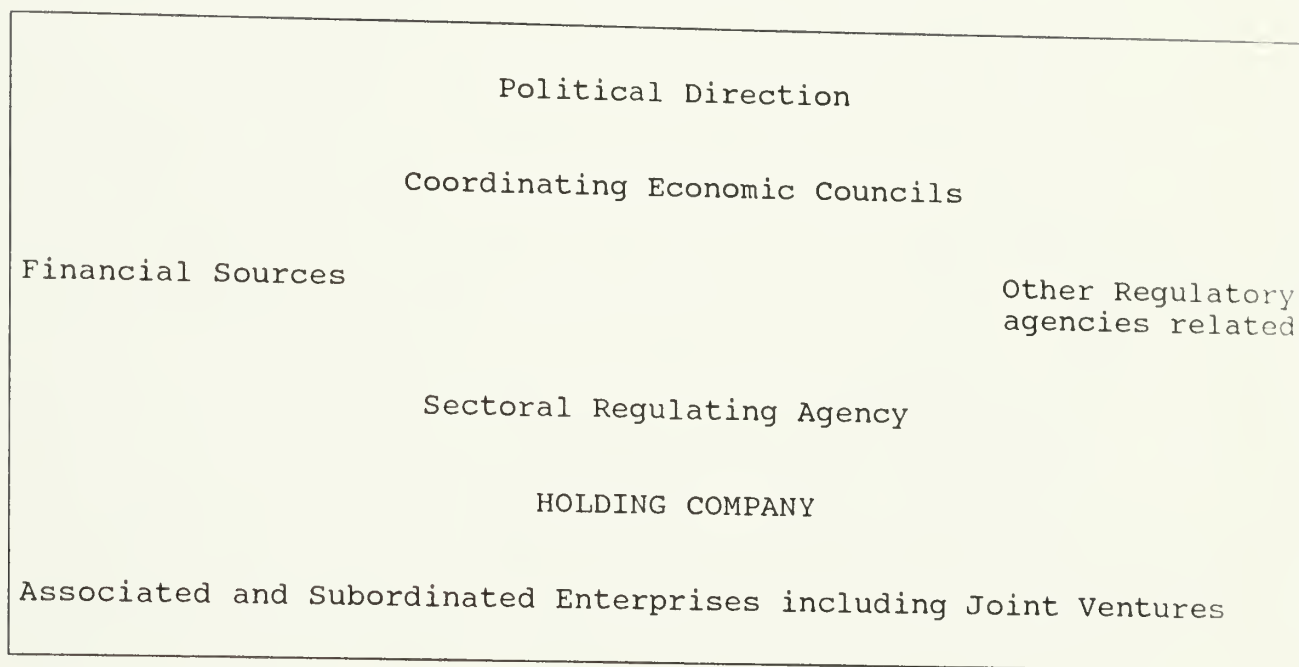 Political Direction
Coordinating Economic Councils
Financial Sources
Other Regulatory
agencies related
Sectoral Regulating Agency
HOLDING COMPANY
Associated and Subordinated Enterprises including Joint Ventures